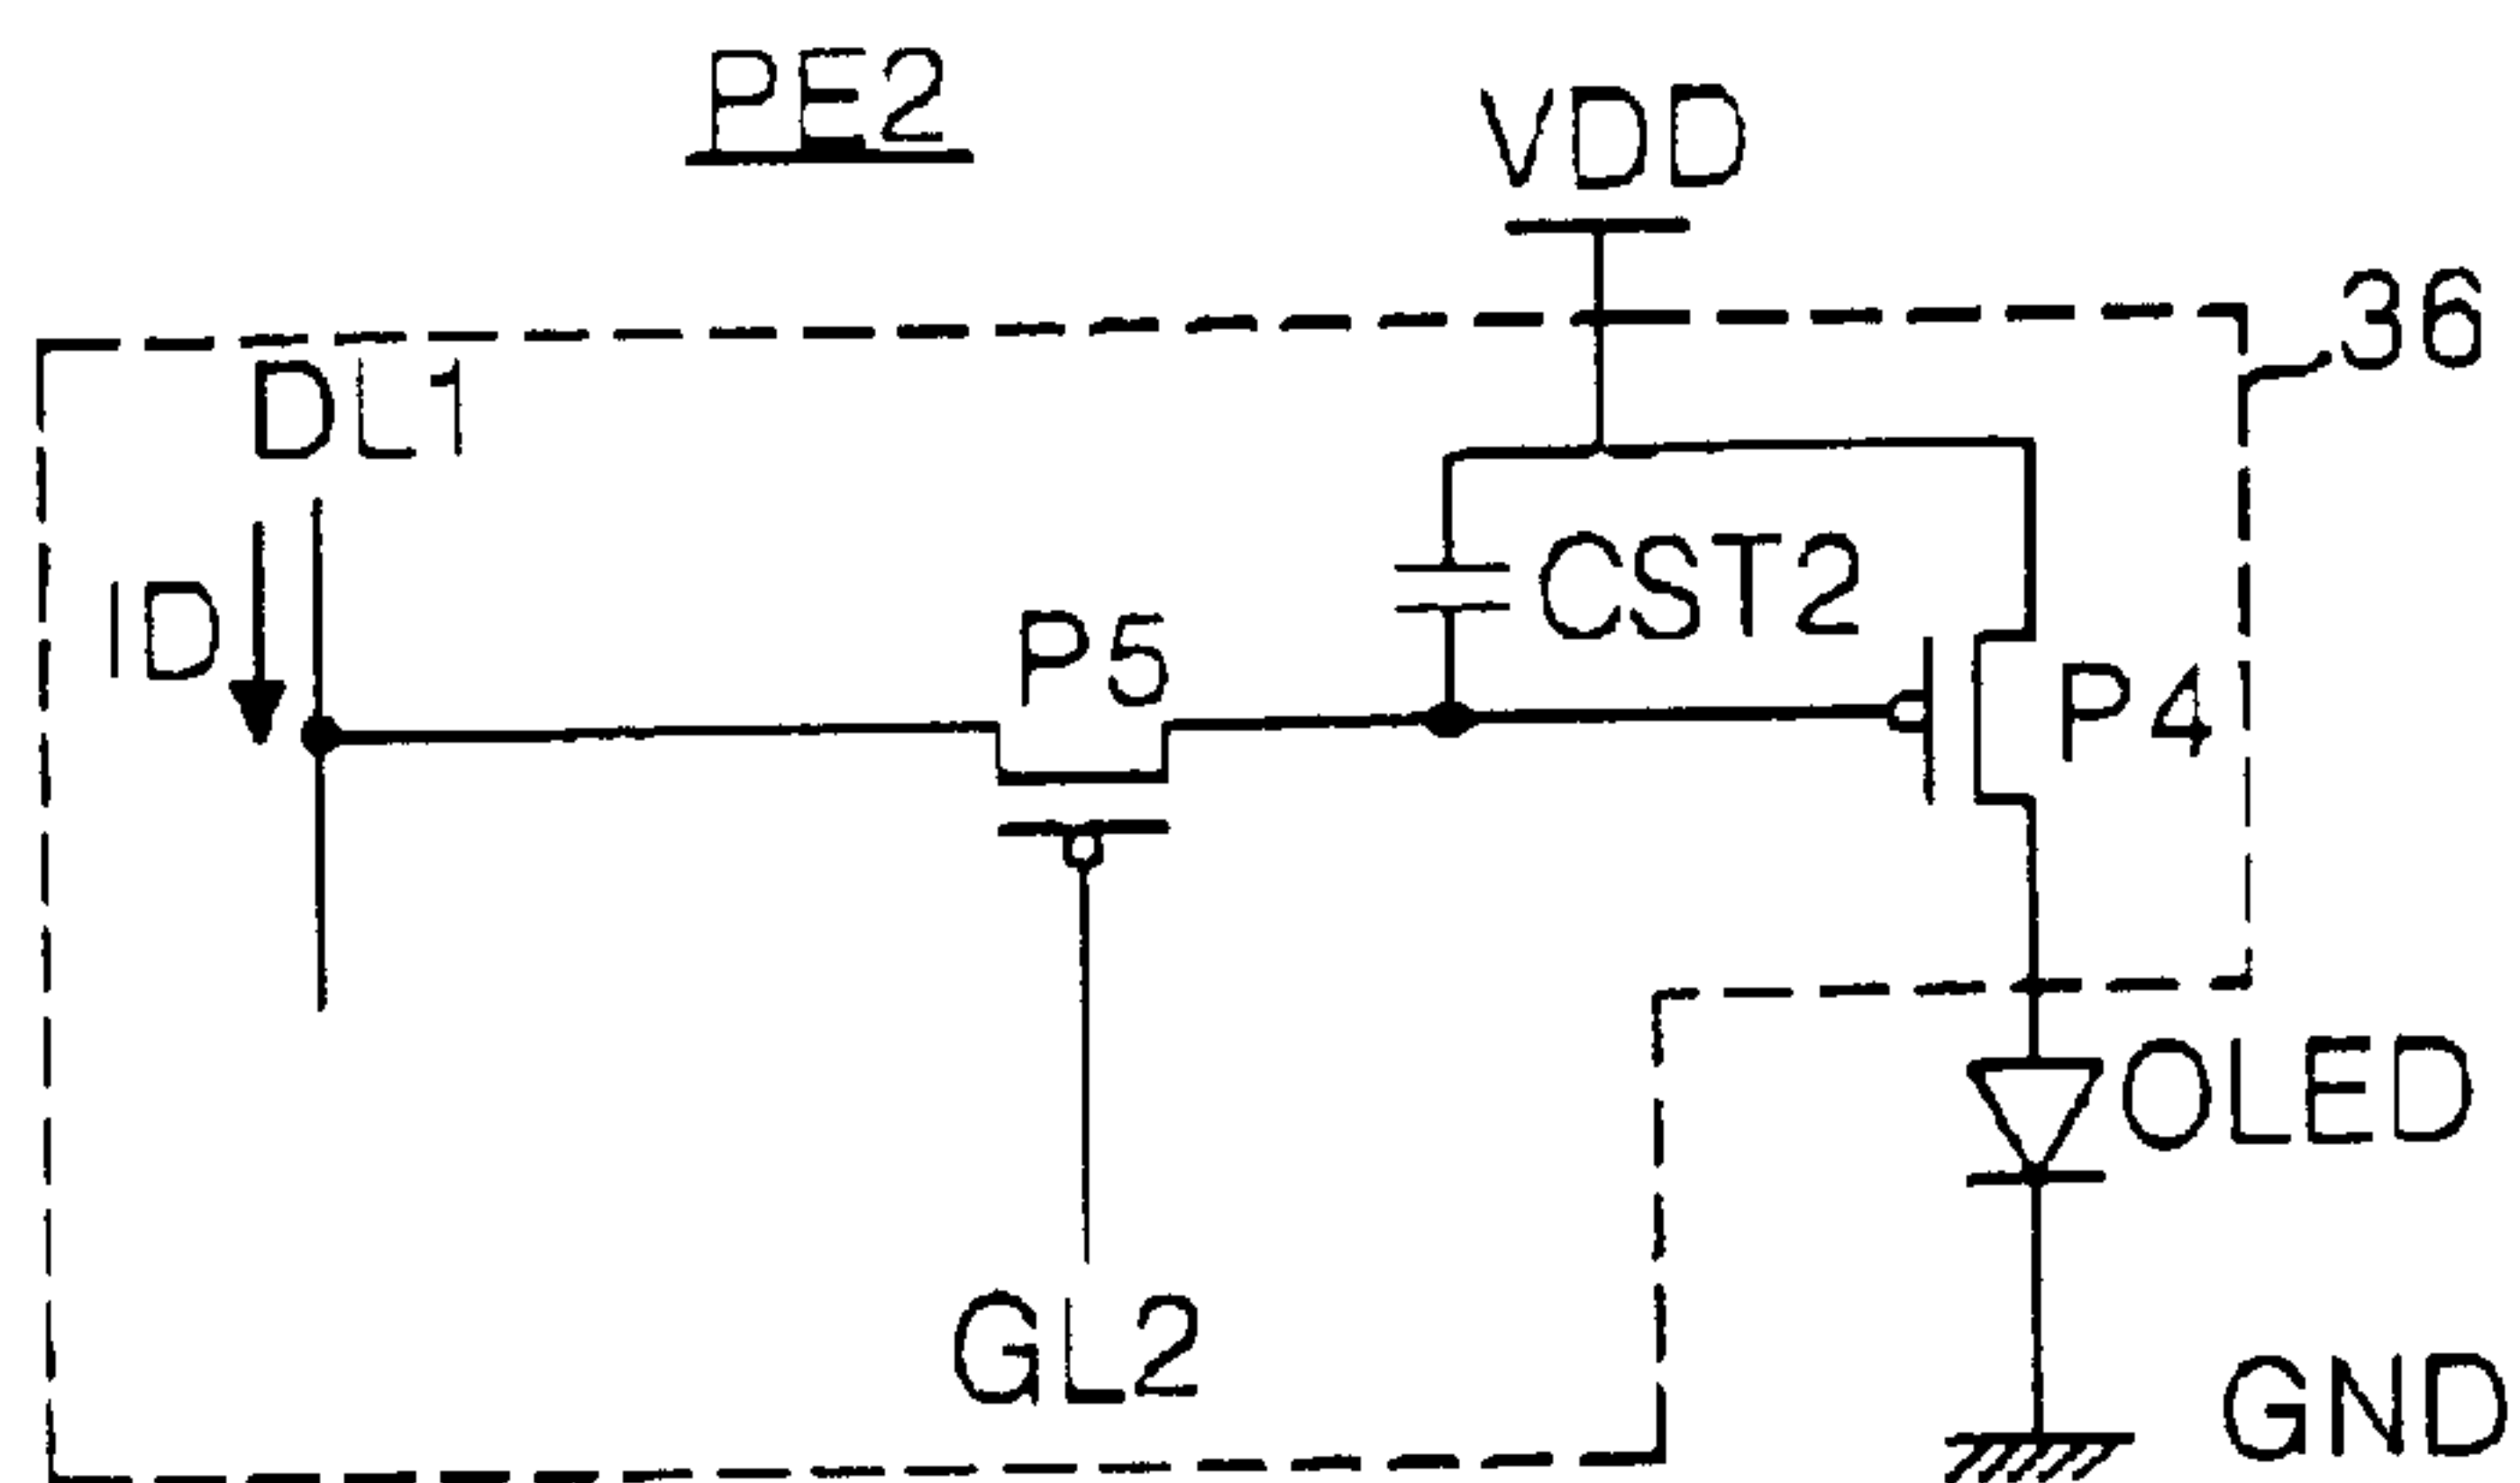 PE2
VDD
36
DL1
ID
CST2
P5
P4
OLED
GL2
GND